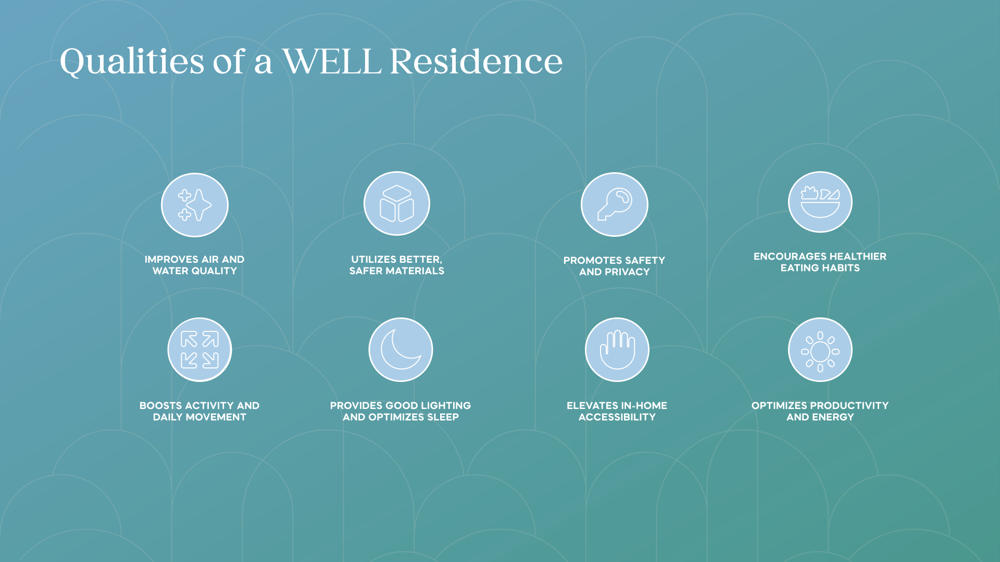 Qualities of a WELL Residence
IMPROVES AIR AND
WATER QUALITY
UTILIZES BETTER,
SAFER MATERIALS
PROMOTES SAFETY
AND PRIVACY
ENCOURAGES HEALTHIER
EATING HABITS
BOOSTS ACTIVITY AND
DAILY MOVEMENT
PROVIDES GOOD LIGHTING
AND OPTIMIZES SLEEP
ELEVATES IN-HOME
ACCESSIBILITY
OPTIMIZES PRODUCTIVITY
AND ENERGY